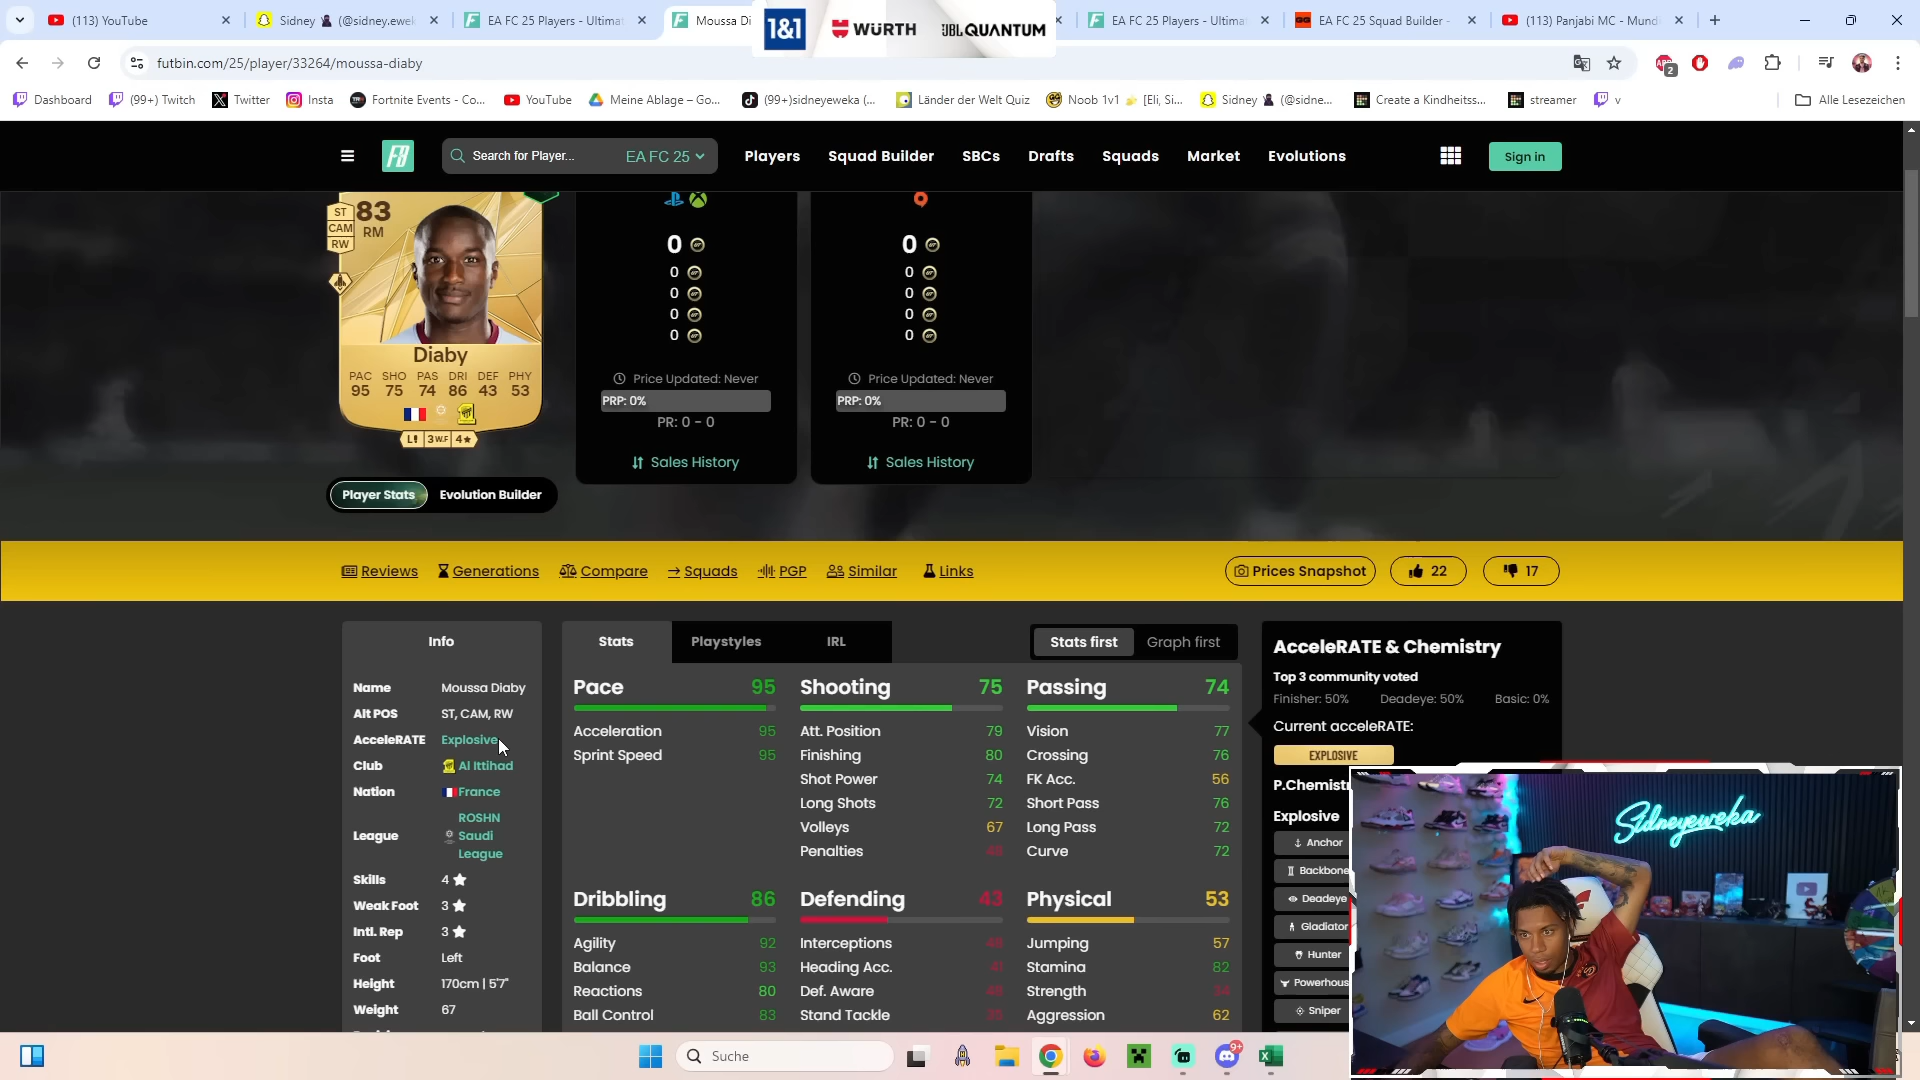 (113) YouTube
Sidney (@sidney.ewek
EA FC 25 Players - Ultimat
Moussa Di
1&1
WÜRTH
JBL QUANTUM
EA FC 25 Players - Ultimat
EA FC 25 Squad Builder -
(113) Panjabi MC - Mundi
futbin.com/25/player/33264/moussa-diaby
2
Dashboard
(99+) Twitch
Twitter
Insta
Fortnite Events - Co...
YouTube
Meine Ablage – Go...
(99+)sidneyeweka (...
Länder der Welt Quiz
Noob 1v1 [Eli, Si...
Sidney (@sidne...
Create a Kindheitss...
streamer
v
Alle Lesezeichen
Search for Player...
EA FC 25
Players
Squad Builder
SBCs
Drafts
Squads
Market
Evolutions
Sign in
ST
CAM
RW
83
RM
Diaby
PAC SHO PAS DRI DEF PHY
95 75 74 86 43 53
L 3 W.F 4
0
0
0
0
0
Price Updated: Never
PRP: 0%
PR: 0 - 0
Sales History
0
0
0
0
0
Price Updated: Never
PRP: 0%
PR: 0 - 0
Sales History
Player Stats
Evolution Builder
Reviews
Generations
Compare
Squads
PGP
Similar
Links
Prices Snapshot
22
17
Info
Name Moussa Diaby
Alt POS ST, CAM, RW
AcceleRATE Explosive
Club Al Ittihad
Nation France
League ROSHN
Saudi
League
Skills 4
Weak Foot 3
Intl. Rep 3
Foot Left
Height 170cm | 5'7"
Weight 67
Stats
Playstyles
IRL
Stats first
Graph first
Pace 95
Acceleration 95
Sprint Speed 95
Shooting 75
Att. Position 79
Finishing 80
Shot Power 74
Long Shots 72
Volleys 67
Penalties 48
Passing 74
Vision 77
Crossing 76
FK Acc. 56
Short Pass 76
Long Pass 72
Curve 72
Dribbling 86
Agility 92
Balance 93
Reactions 80
Ball Control 83
Defending 43
Interceptions
Heading Acc.
Def. Aware
Stand Tackle
Physical 53
Jumping 57
Stamina 82
Strength
Aggression 62
AcceleRATE & Chemistry
Top 3 community voted
Finisher: 50% Deadeye: 50% Basic: 0%
Current acceleRATE:
EXPLOSIVE
P.Chemistr
Explosive
Anchor
Backbone
Deadeye
Gladiator
Hunter
Powerhous
Sniper
Sidneyeweka
Suche
9+